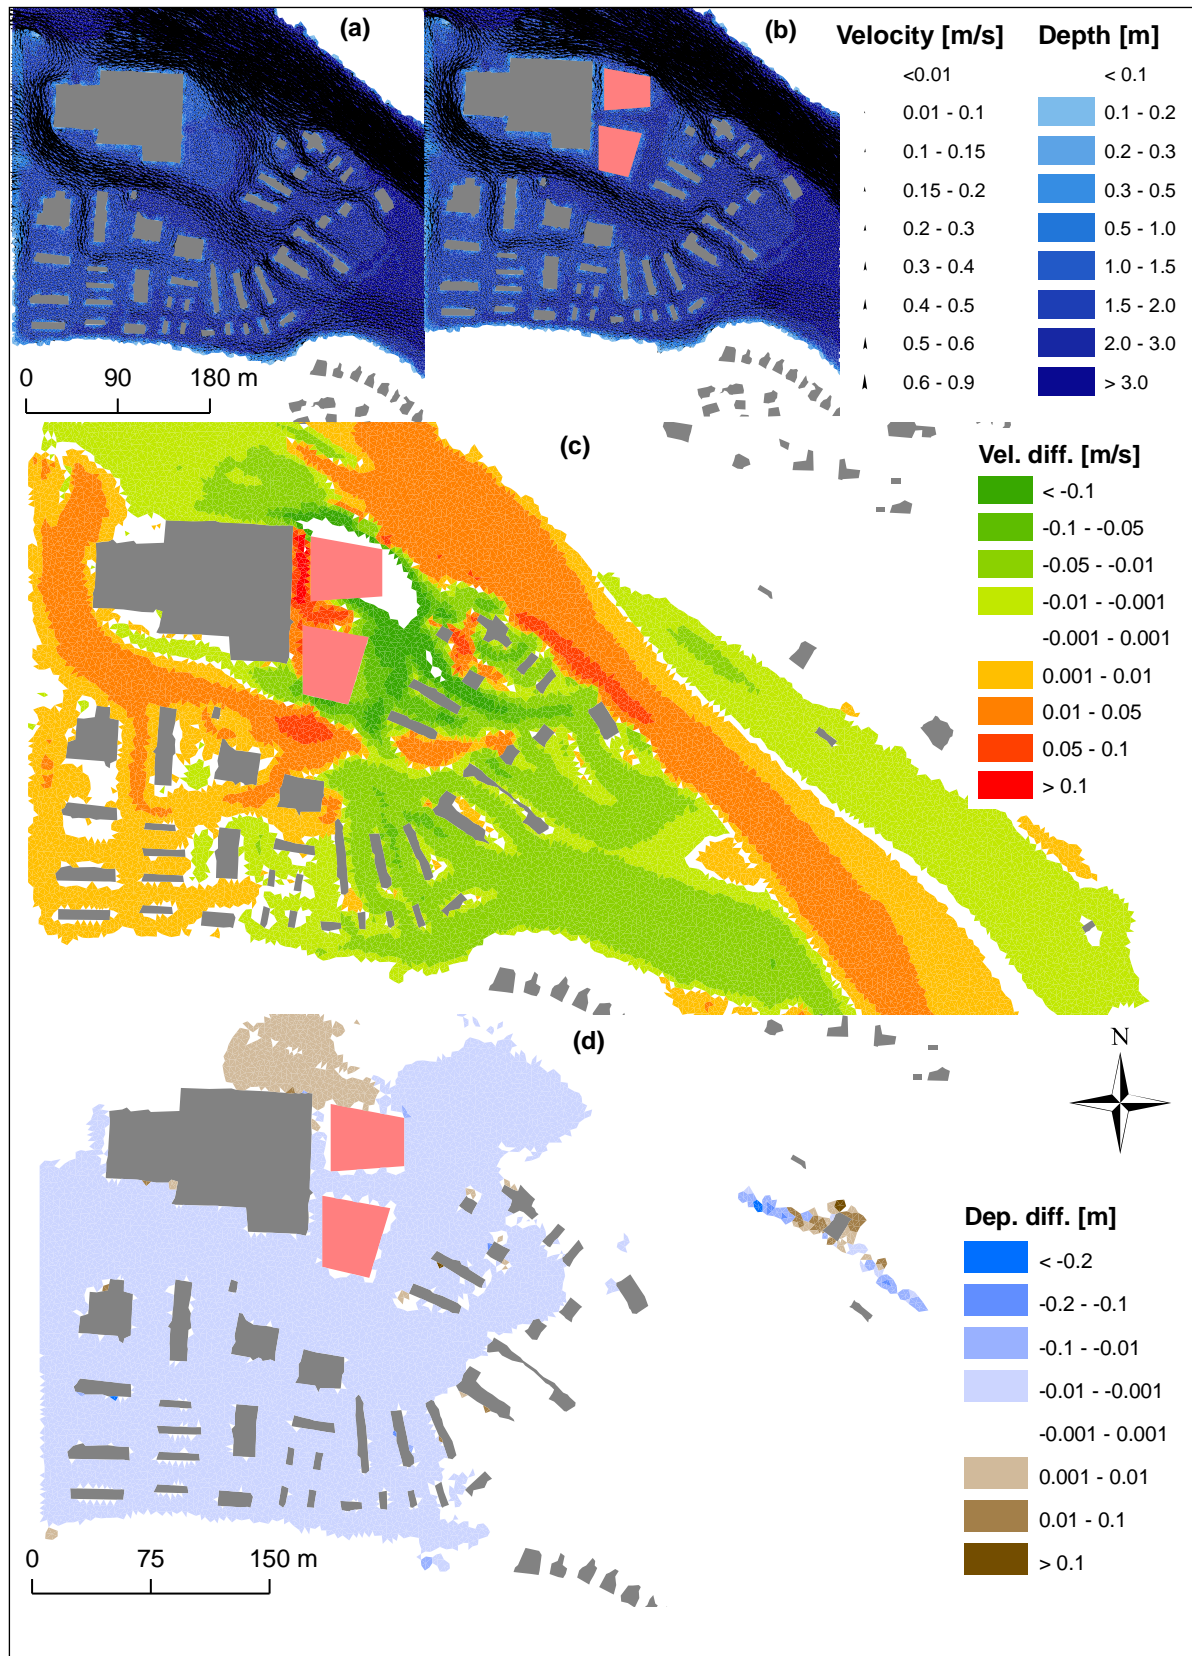 (a)
(b)
Velocity [m/s]
Depth [m]
<0.01
< 0.1
0.01 - 0.1
0.1 - 0.2
0.1 - 0.15
0.2 - 0.3
0.15 - 0.2
0.3 - 0.5
0.2 - 0.3
0.5 - 1.0
0.3 - 0.4
1.0 - 1.5
0.4 - 0.5
1.5 - 2.0
0.5 - 0.6
2.0 - 3.0
0.6 - 0.9
> 3.0
0 90 180 m
(c)
Vel. diff. [m/s]
< -0.1
-0.1 - -0.05
-0.05 - -0.01
-0.01 - -0.001
-0.001 - 0.001
0.001 - 0.01
0.01 - 0.05
0.05 - 0.1
> 0.1
(d)
N
Dep. diff. [m]
< -0.2
-0.2 - -0.1
-0.1 - -0.01
-0.01 - -0.001
-0.001 - 0.001
0.001 - 0.01
0.01 - 0.1
> 0.1
0 75 150 m